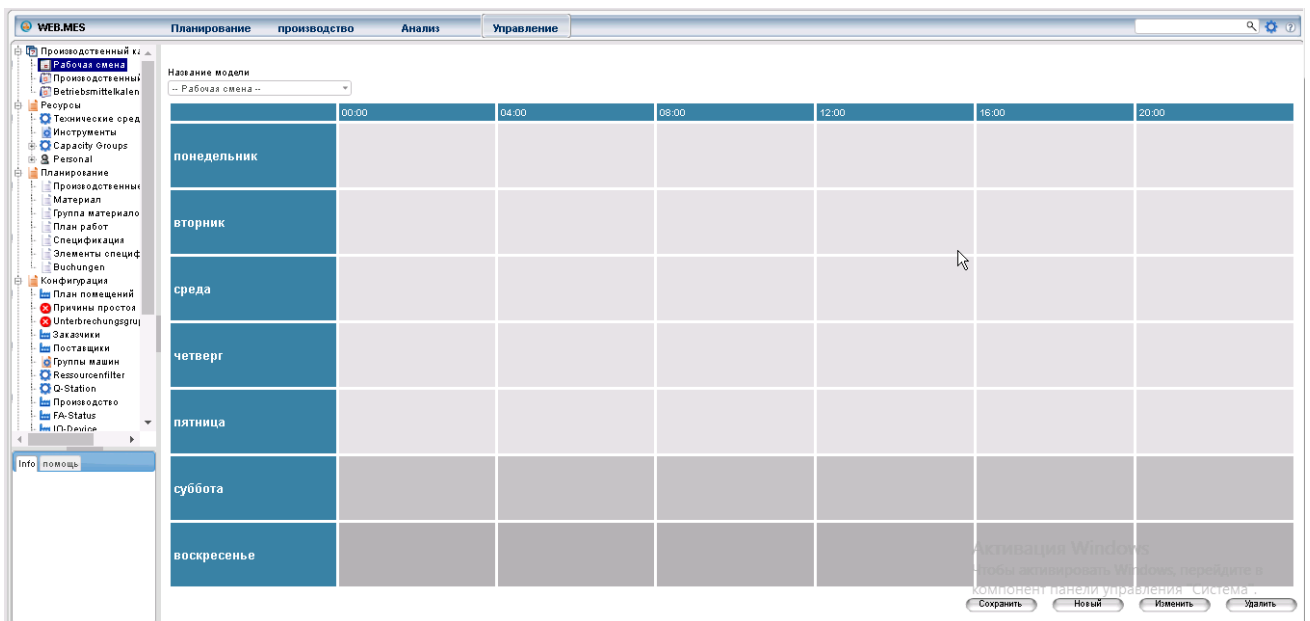 WEB.MES
Планирование производство Анализ Управление
Производственный ка
Рабочая смена
Производственный
Betriebsmittelkalen
Ресурсы
Технические сред
Инструменты
Capacity Groups
Personal
Планирование
Производственные
Материал
Группа материало
План работ
Спецификация
Элементы специф
Buchungen
Конфигурация
План помещений
Причины простоя
Unterbrechungsgrup
Заказчики
Поставщики
Группы машин
Ressourcenfilter
Q-Station
Производство
FA-Status
IO-Device
Info помощь
Название модели
-- Рабочая смена --
00:00 04:00 08:00 12:00 16:00 20:00
понедельник
вторник
среда
четверг
пятница
суббота
воскресенье
Активация Windows
Чтобы активировать Windows, перейдите в
компонент панели управления "Система".
Сохранить Новый Изменить Удалить